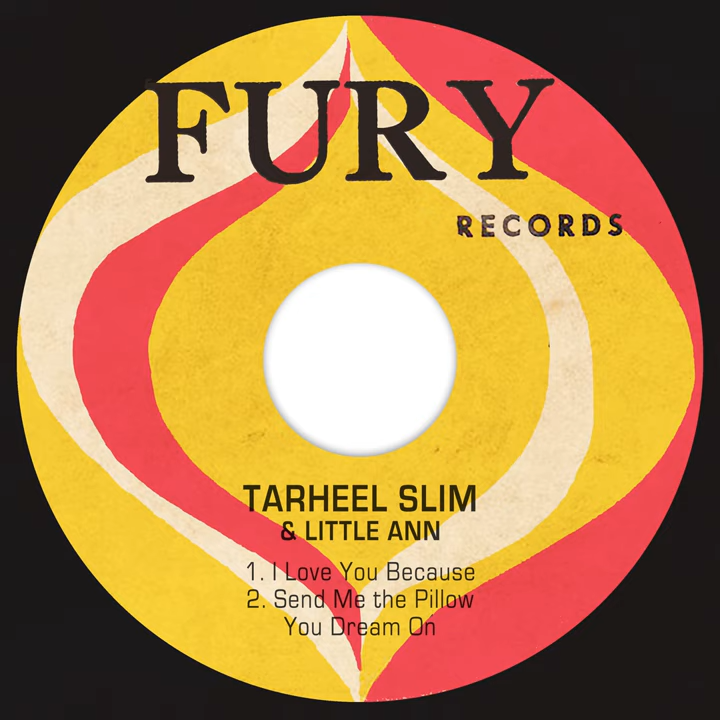 FURY
RECORDS
TARHEEL SLIM
& LITTLE ANN
1. I Love You Because
2. Send Me the Pillow
You Dream On